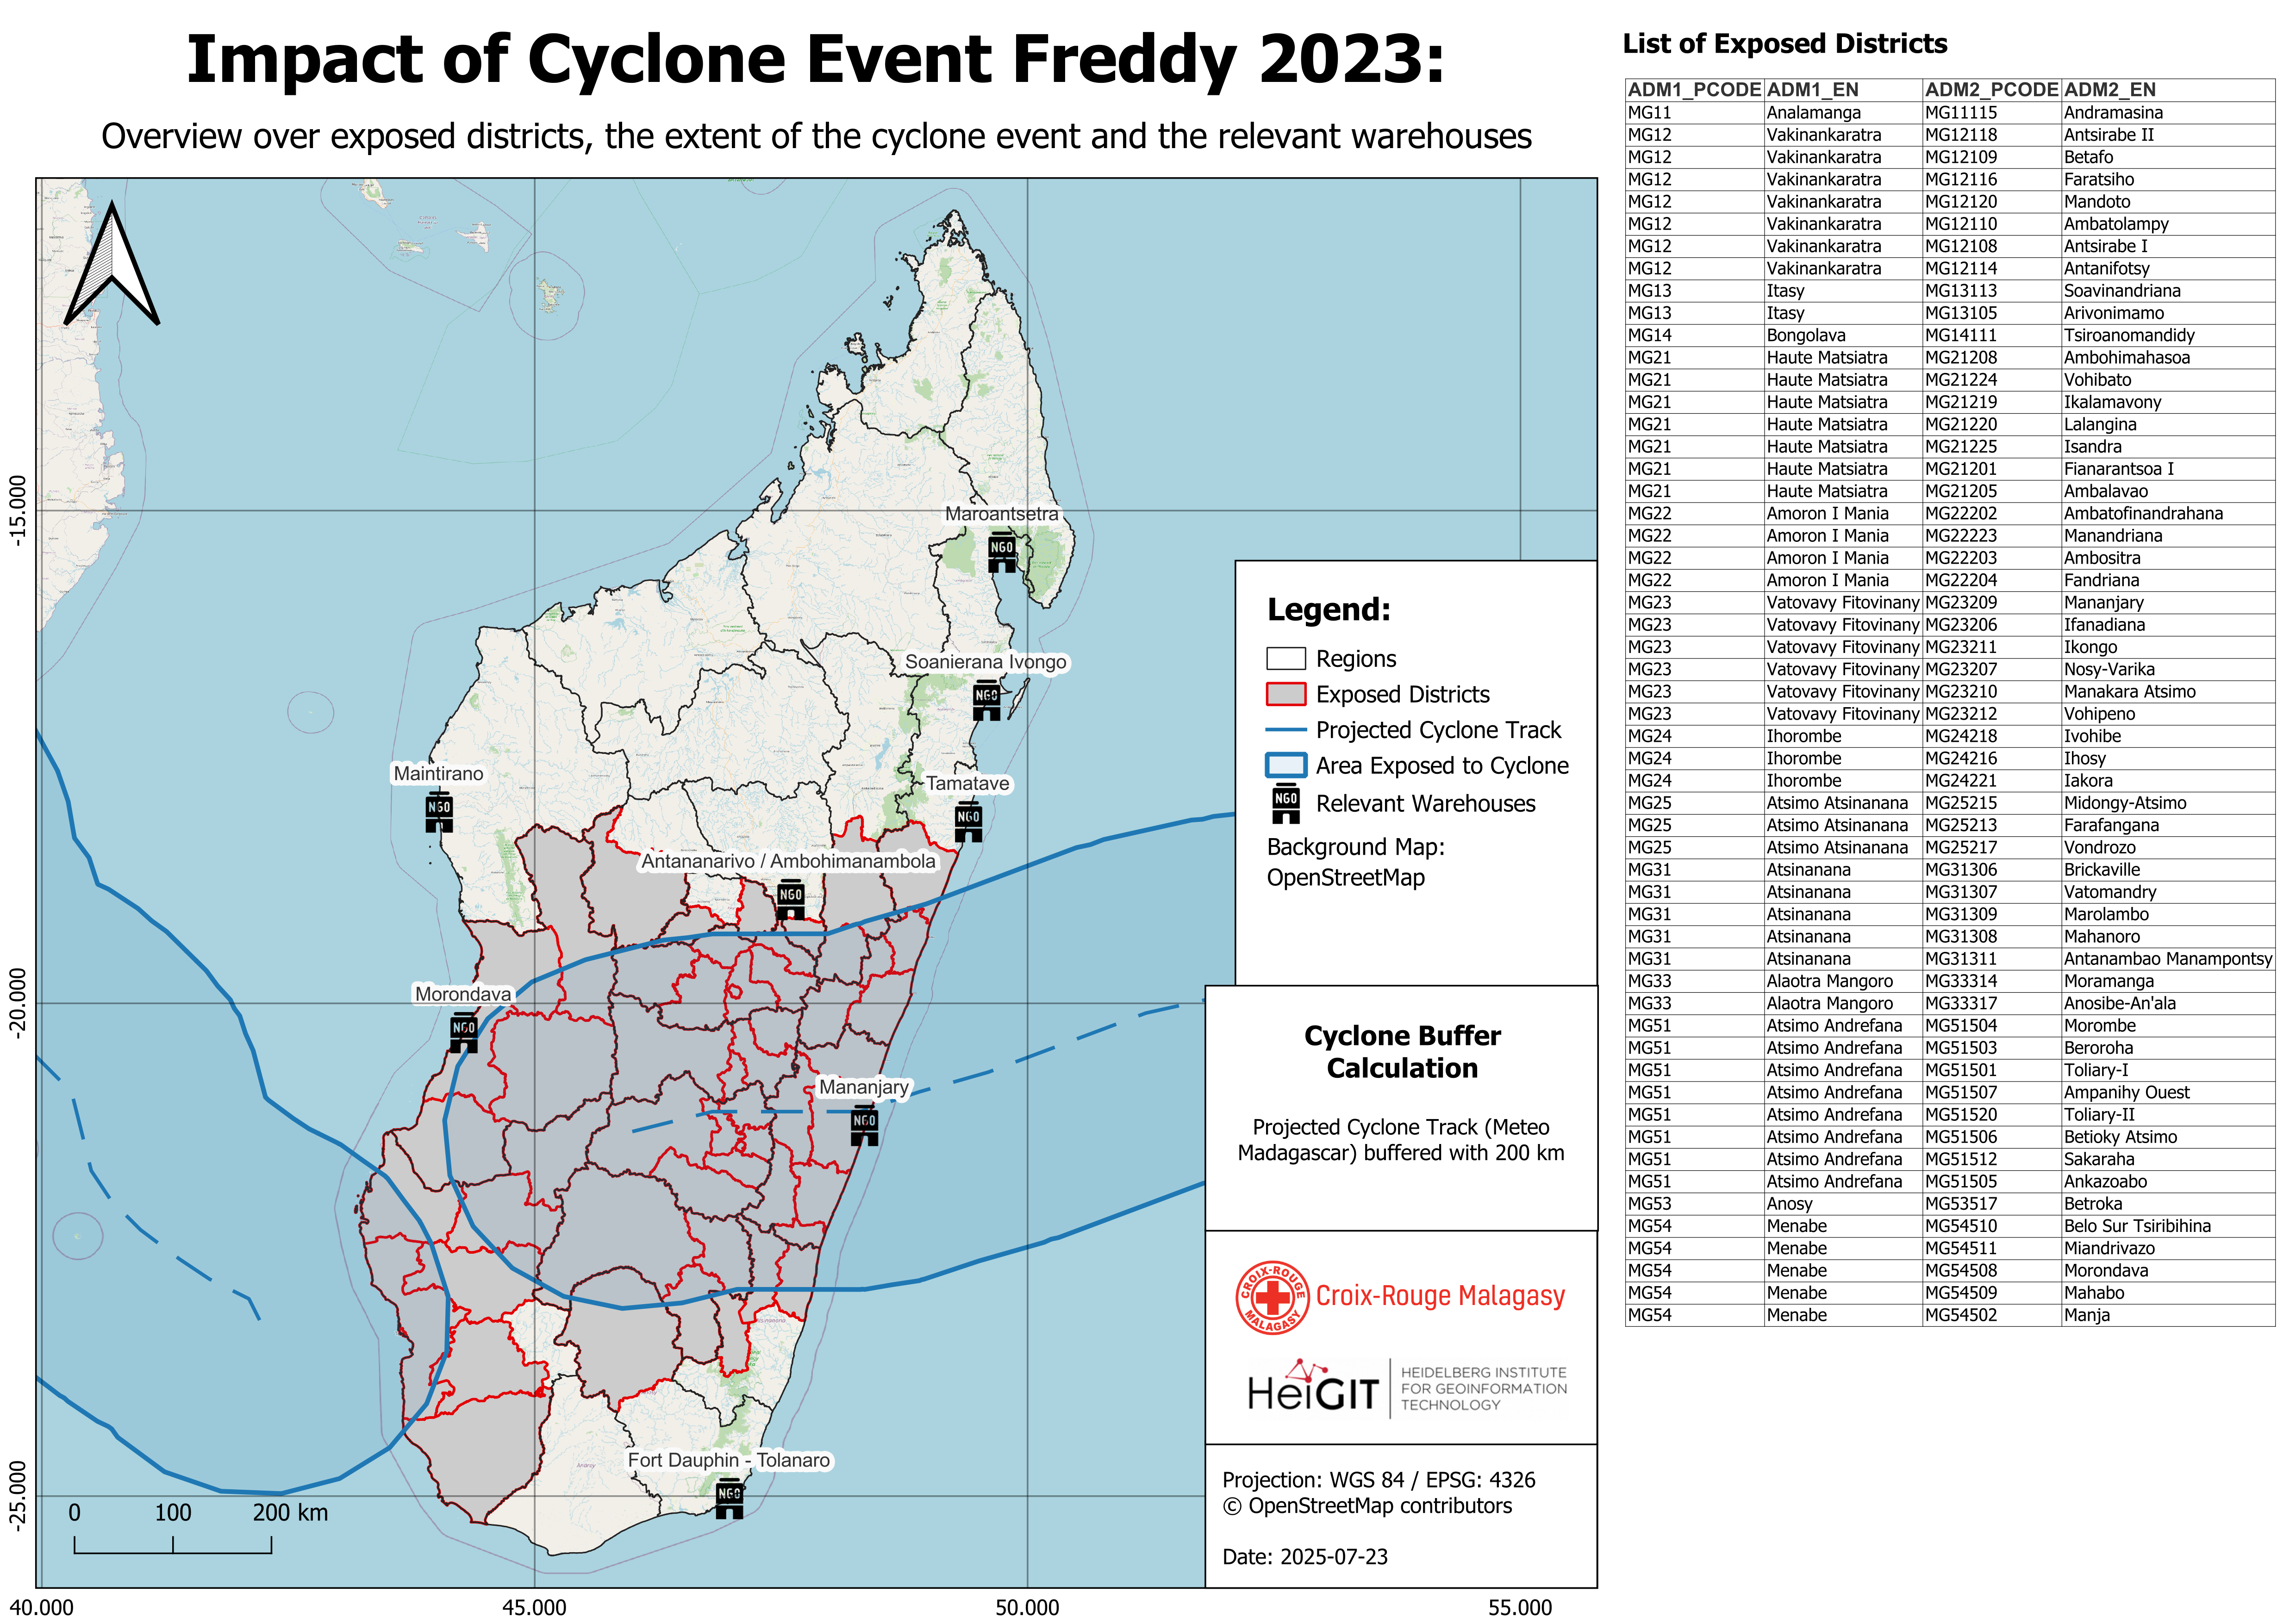 Impact of Cyclone Event Freddy 2023:
Overview over exposed districts, the extent of the cyclone event and the relevant warehouses
Maroantsetra
Soanierana Ivongo
Maintirano
Tamatave
Antananarivo / Ambohimanambola
Morondava
Mananjary
Fort Dauphin - Tolanaro
NGO
NGO
NGO
NGO
NGO
NGO
NGO
NGO
-15.000
-20.000
-25.000
40.000
45.000
50.000
55.000
0 100 200 km
Legend:
Regions
Exposed Districts
Projected Cyclone Track
Area Exposed to Cyclone
NGO Relevant Warehouses
Background Map:
OpenStreetMap
Cyclone Buffer
Calculation
Projected Cyclone Track (Meteo
Madagascar) buffered with 200 km
CROIX-ROUGE
MALAGASY
Croix-Rouge Malagasy
HeiGIT
HEIDELBERG INSTITUTE
FOR GEOINFORMATION
TECHNOLOGY
Projection: WGS 84 / EPSG: 4326
© OpenStreetMap contributors
Date: 2025-07-23
List of Exposed Districts
ADM1_PCODE ADM1_EN ADM2_PCODE ADM2_EN
MG11 Analamanga MG11115 Andramasina
MG12 Vakinankaratra MG12118 Antsirabe II
MG12 Vakinankaratra MG12109 Betafo
MG12 Vakinankaratra MG12116 Faratsiho
MG12 Vakinankaratra MG12120 Mandoto
MG12 Vakinankaratra MG12110 Ambatolampy
MG12 Vakinankaratra MG12108 Antsirabe I
MG12 Vakinankaratra MG12114 Antanifotsy
MG13 Itasy MG13113 Soavinandriana
MG13 Itasy MG13105 Arivonimamo
MG14 Bongolava MG14111 Tsiroanomandidy
MG21 Haute Matsiatra MG21208 Ambohimahasoa
MG21 Haute Matsiatra MG21224 Vohibato
MG21 Haute Matsiatra MG21219 Ikalamavony
MG21 Haute Matsiatra MG21220 Lalangina
MG21 Haute Matsiatra MG21225 Isandra
MG21 Haute Matsiatra MG21201 Fianarantsoa I
MG21 Haute Matsiatra MG21205 Ambalavao
MG22 Amoron I Mania MG22202 Ambatofinandrahana
MG22 Amoron I Mania MG22223 Manandriana
MG22 Amoron I Mania MG22203 Ambositra
MG22 Amoron I Mania MG22204 Fandriana
MG23 Vatovavy Fitovinany MG23209 Mananjary
MG23 Vatovavy Fitovinany MG23206 Ifanadiana
MG23 Vatovavy Fitovinany MG23211 Ikongo
MG23 Vatovavy Fitovinany MG23207 Nosy-Varika
MG23 Vatovavy Fitovinany MG23210 Manakara Atsimo
MG23 Vatovavy Fitovinany MG23212 Vohipeno
MG24 Ihorombe MG24218 Ivohibe
MG24 Ihorombe MG24216 Ihosy
MG24 Ihorombe MG24221 Iakora
MG25 Atsimo Atsinanana MG25215 Midongy-Atsimo
MG25 Atsimo Atsinanana MG25213 Farafangana
MG25 Atsimo Atsinanana MG25217 Vondrozo
MG31 Atsinanana MG31306 Brickaville
MG31 Atsinanana MG31307 Vatomandry
MG31 Atsinanana MG31309 Marolambo
MG31 Atsinanana MG31308 Mahanoro
MG31 Atsinanana MG31311 Antanambao Manampontsy
MG33 Alaotra Mangoro MG33314 Moramanga
MG33 Alaotra Mangoro MG33317 Anosibe-An'ala
MG51 Atsimo Andrefana MG51504 Morombe
MG51 Atsimo Andrefana MG51503 Beroroha
MG51 Atsimo Andrefana MG51501 Toliary-I
MG51 Atsimo Andrefana MG51507 Ampanihy Ouest
MG51 Atsimo Andrefana MG51520 Toliary-II
MG51 Atsimo Andrefana MG51506 Betioky Atsimo
MG51 Atsimo Andrefana MG51512 Sakaraha
MG51 Atsimo Andrefana MG51505 Ankazoabo
MG53 Anosy MG53517 Betroka
MG54 Menabe MG54510 Belo Sur Tsiribihina
MG54 Menabe MG54511 Miandrivazo
MG54 Menabe MG54508 Morondava
MG54 Menabe MG54509 Mahabo
MG54 Menabe MG54502 Manja